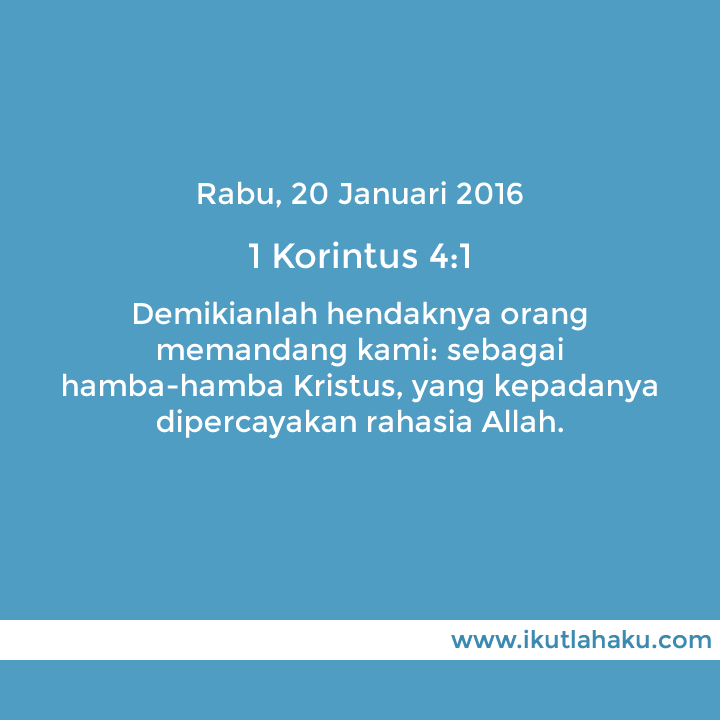 Rabu, 20 Januari 2016
1 Korintus 4:1
Demikianlah hendaknya orang
memandang kami: sebagai
hamba-hamba Kristus, yang kepadanya
dipercayakan rahasia Allah.
www.ikutlahaku.com